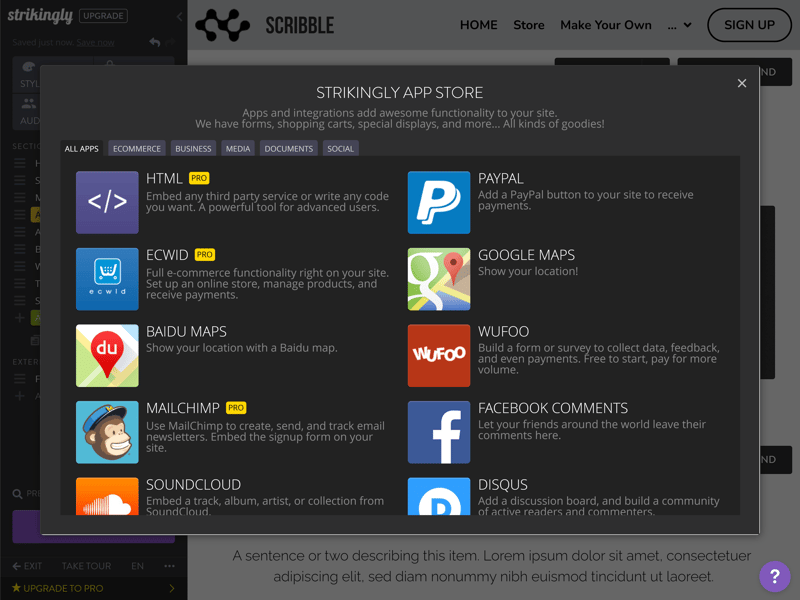 strikingly UPGRADE
Saved just now. Save now
SCRIBBLE
HOME Store Make Your Own ... SIGN UP
STRIKINGLY APP STORE
Apps and integrations add awesome functionality to your site.
We have forms, shopping carts, special displays, and more... All kinds of goodies!
ALL APPS ECOMMERCE BUSINESS MEDIA DOCUMENTS SOCIAL
</>
HTML PRO
Embed any third party service or write any code
you want. A powerful tool for advanced users.
PAYPAL
Add a PayPal button to your site to receive
payments.
ecwid
ECWID PRO
Full e-commerce functionality right on your site.
Set up an online store, manage products, and
receive payments.
g
GOOGLE MAPS
Show your location!
du
BAIDU MAPS
Show your location with a Baidu map.
WUFOO
WUFOO
Build a form or survey to collect data, feedback,
and even payments. Free to start, pay for more
volume.
MAILCHIMP PRO
Use MailChimp to create, send, and track email
newsletters. Embed the signup form on your
site.
f
FACEBOOK COMMENTS
Let your friends around the world leave their
comments here.
SOUNDCLOUD
Embed a track, album, artist, or collection from
SoundCloud.
D
DISQUS
Add a discussion board, and build a community
of active readers and commenters.
A sentence or two describing this item. Lorem ipsum dolor sit amet, consectetuer
adipiscing elit, sed diam nonummy nibh euismod tincidunt ut laoreet.
EXIT TAKE TOUR EN ...
UPGRADE TO PRO
?